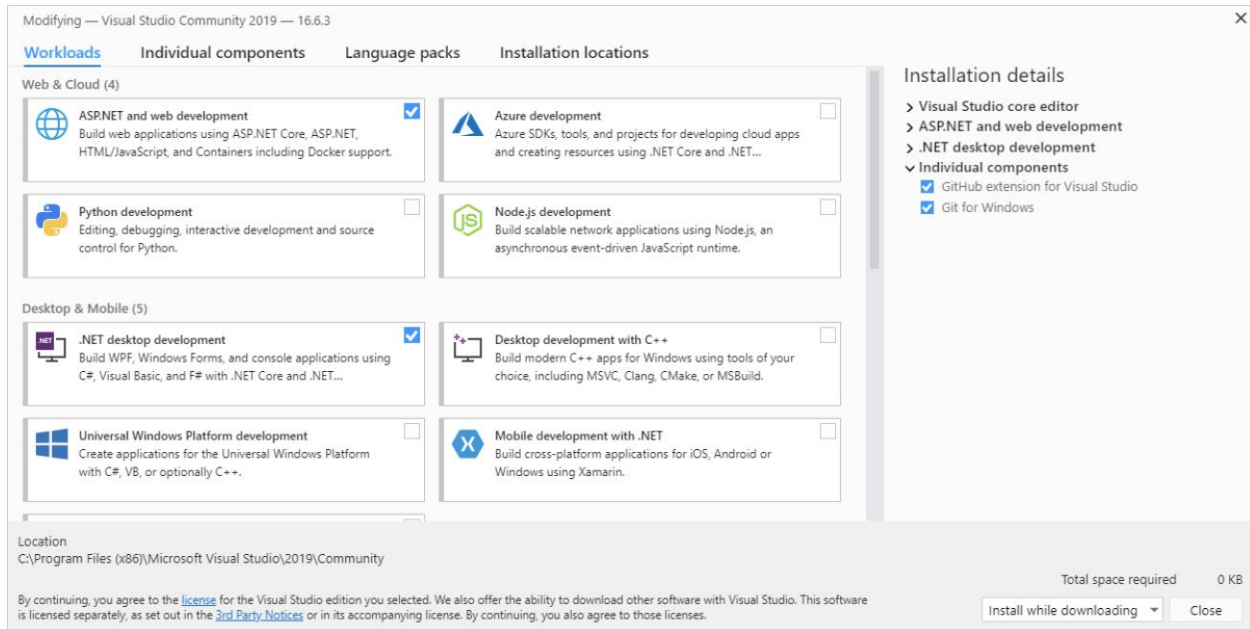 Modifying — Visual Studio Community 2019 — 16.6.3
Workloads
Individual components
Language packs
Installation locations
Web & Cloud (4)
ASP.NET and web development
Build web applications using ASP.NET Core, ASP.NET,
HTML/JavaScript, and Containers including Docker support.
Azure development
Azure SDKs, tools, and projects for developing cloud apps
and creating resources using .NET Core and .NET...
Python development
Editing, debugging, interactive development and source
control for Python.
Node.js development
Build scalable network applications using Node.js, an
asynchronous event-driven JavaScript runtime.
Desktop & Mobile (5)
.NET
.NET desktop development
Build WPF, Windows Forms, and console applications using
C#, Visual Basic, and F# with .NET Core and .NET...
Desktop development with C++
Build modern C++ apps for Windows using tools of your
choice, including MSVC, Clang, CMake, or MSBuild.
Universal Windows Platform development
Create applications for the Universal Windows Platform
with C#, VB, or optionally C++.
Mobile development with .NET
Build cross-platform applications for iOS, Android or
Windows using Xamarin.
Installation details
Visual Studio core editor
ASP.NET and web development
.NET desktop development
Individual components
GitHub extension for Visual Studio
Git for Windows
Location
C:\Program Files (x86)\Microsoft Visual Studio\2019\Community
By continuing, you agree to the license for the Visual Studio edition you selected. We also offer the ability to download other software with Visual Studio. This software
is licensed separately, as set out in the 3rd Party Notices or in its accompanying license. By continuing, you also agree to those licenses.
Total space required 0 KB
Install while downloading
Close